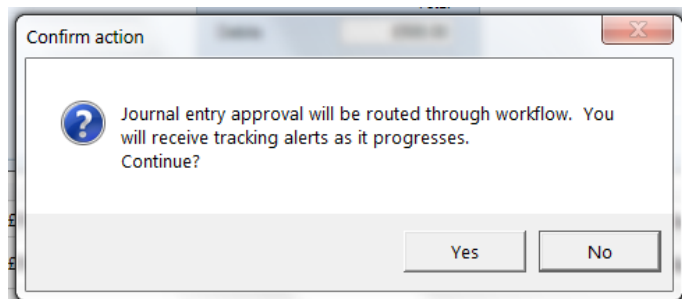 Confirm action
Journal entry approval will be routed through workflow.  You
will receive tracking alerts as it progresses.
Continue?
£
£
Yes
No